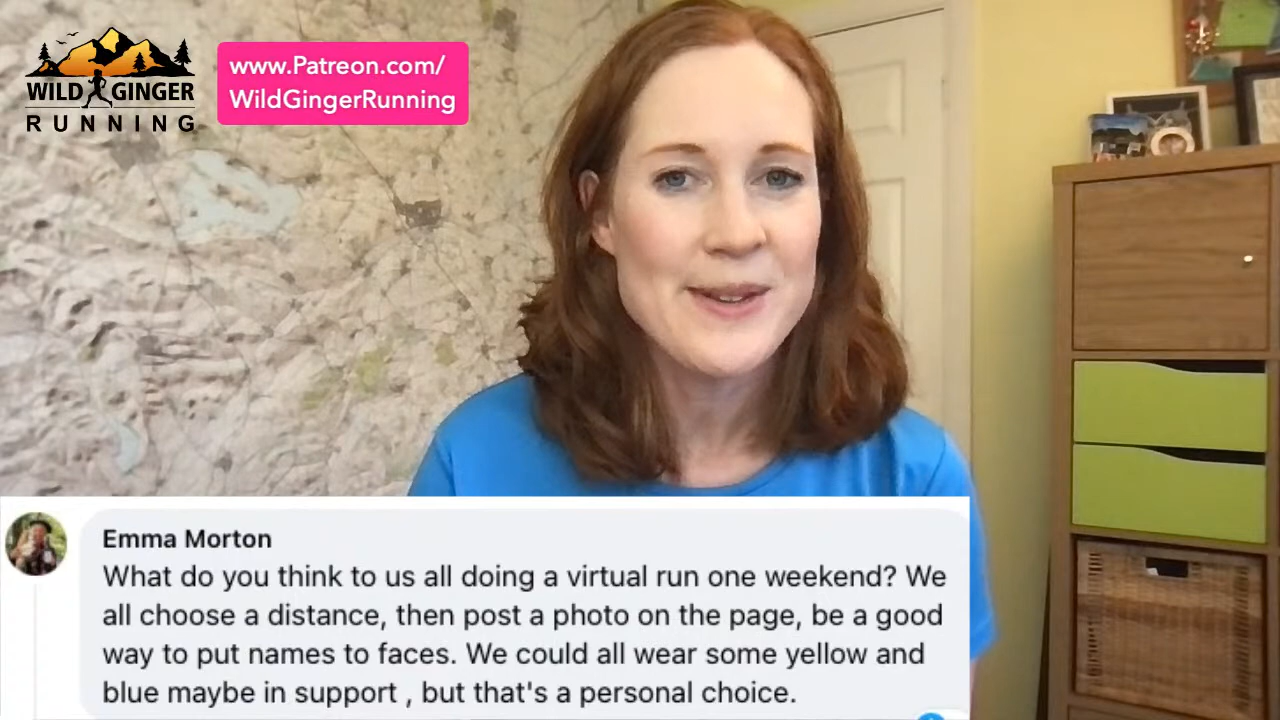 WILD GINGER
RUNNING
www.Patreon.com/
WildGingerRunning
Emma Morton
What do you think to us all doing a virtual run one weekend? We
all choose a distance, then post a photo on the page, be a good
way to put names to faces. We could all wear some yellow and
blue maybe in support , but that's a personal choice.